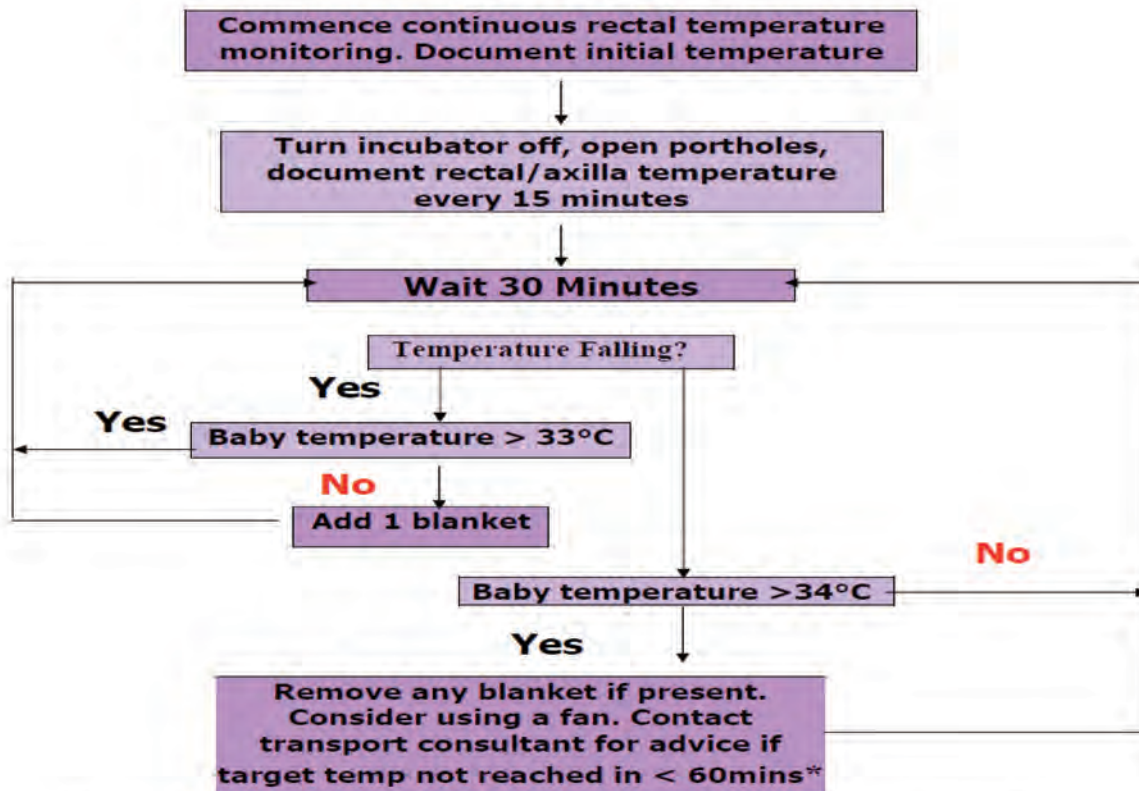 Commence continuous rectal temperature
monitoring. Document initial temperature
Turn incubator off, open portholes,
document rectal/axilla temperature
every 15 minutes
Wait 30 Minutes
Temperature Falling?
Yes
Yes
Baby temperature > 33°C
No
Add 1 blanket
No
Baby temperature >34°C
Yes
Remove any blanket if present.
Consider using a fan. Contact
transport consultant for advice if
target temp not reached in < 60mins*